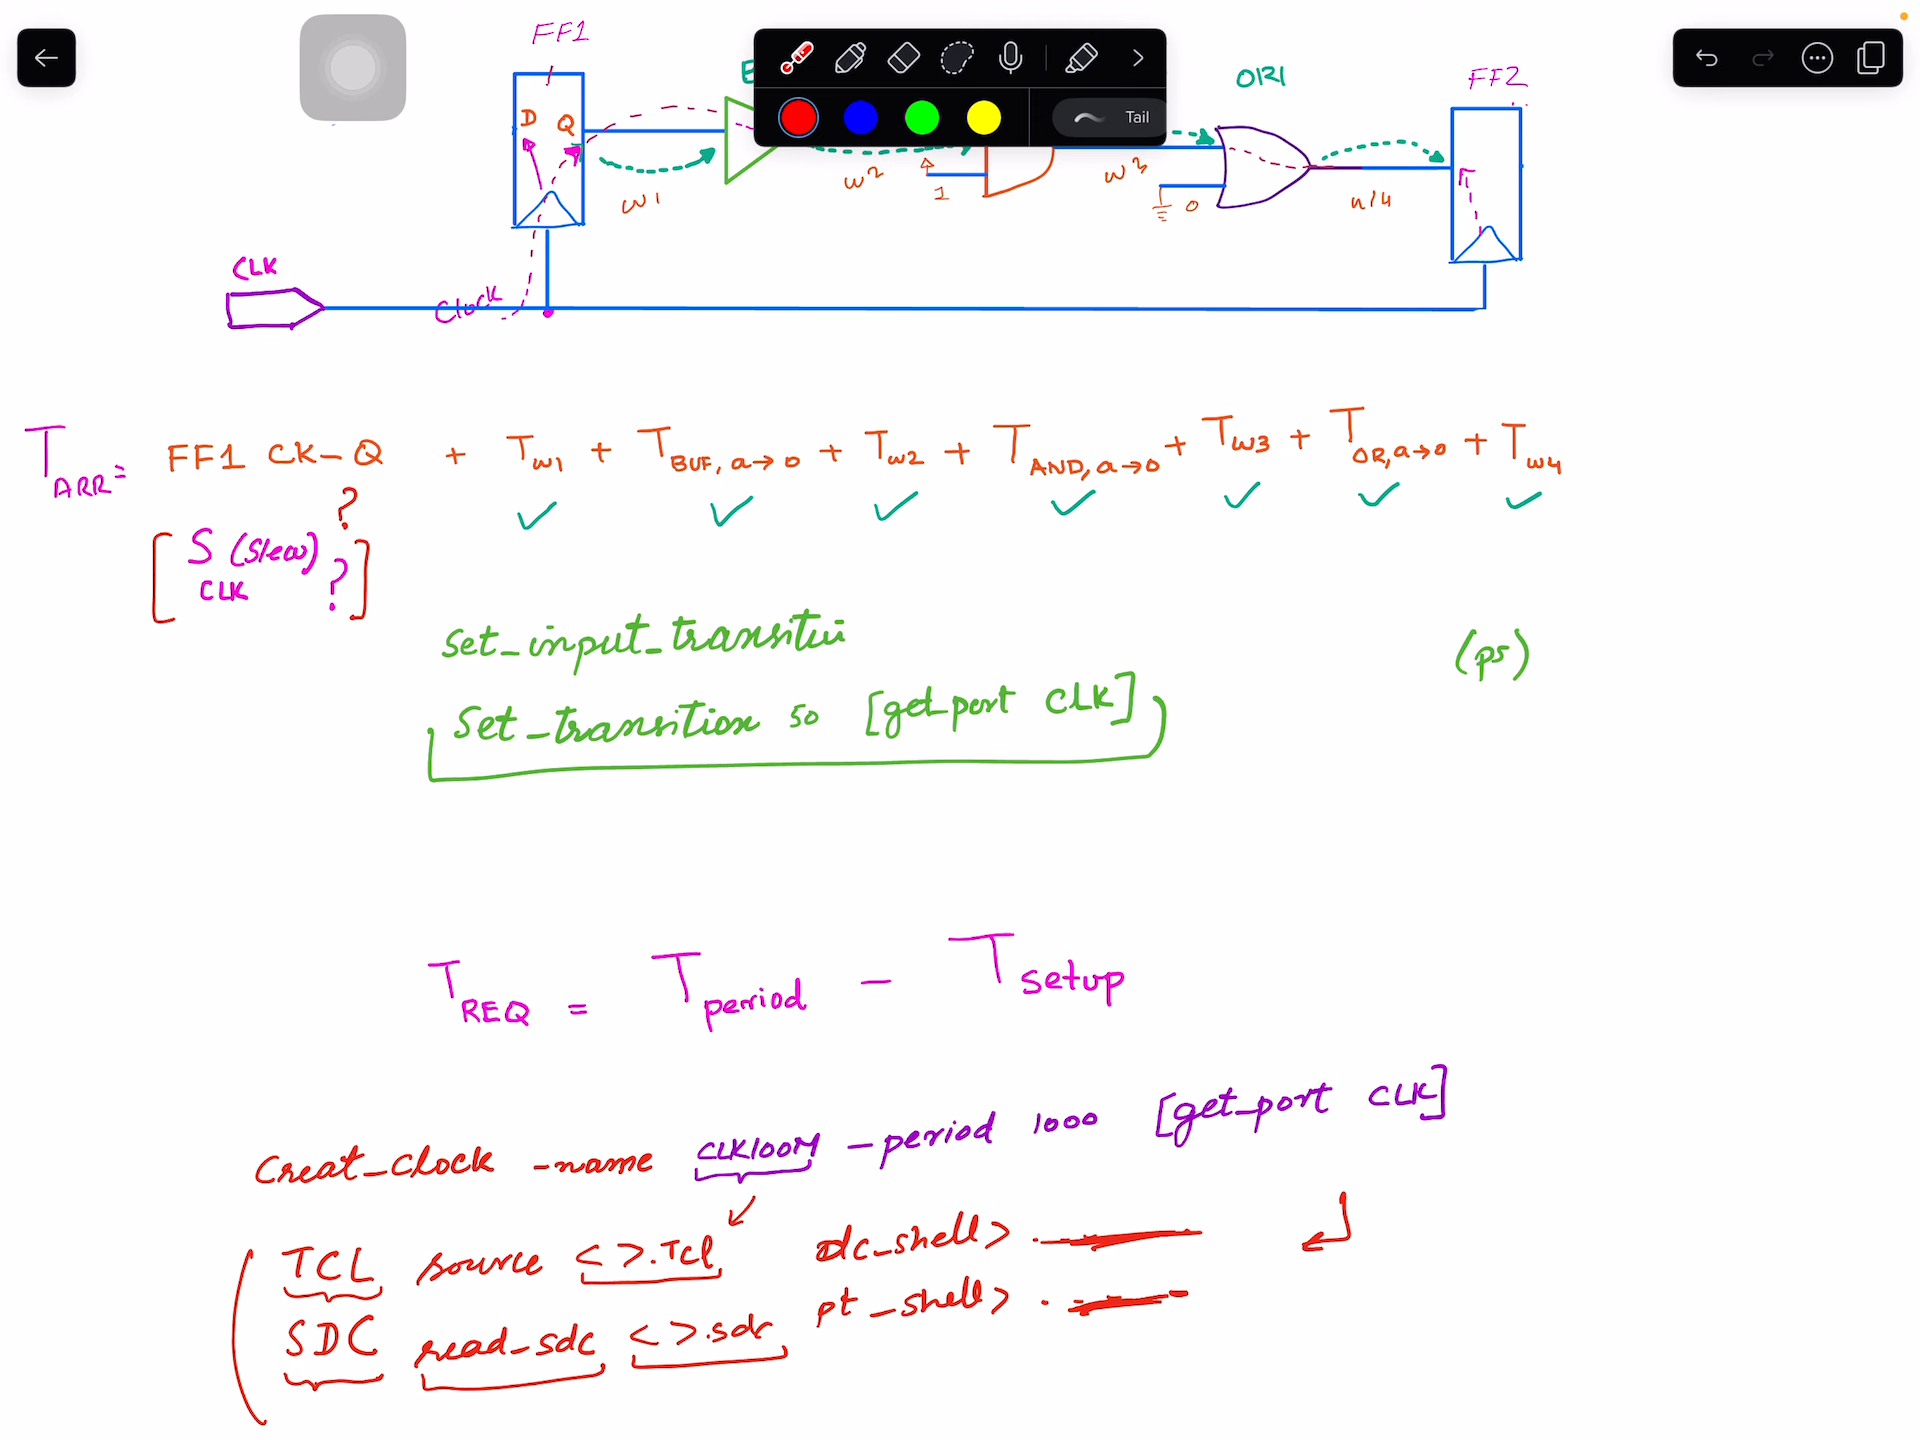 FF1
OR1
FF2
Tail
D Q
w1
w2
1
w3
0
n/4
CLK
Clock
T_ARR = FF1 CK-Q + T_w1 + T_BUF, a→o + T_w2 + T_AND, a→o + T_w3 + T_OR, a→o + T_w4
?
[ S (Slew) CLK ? ]
set_input_transitui
(ps)
Set_transition 50 [get_port CLK]
T_REQ = T_period - T_setup
Creat_Clock -name CLK100M -period 1000 [get_port CLK]
TCL source < >.Tcl dc_shell>
SDC read_sdc < >.sdc pt_shell>